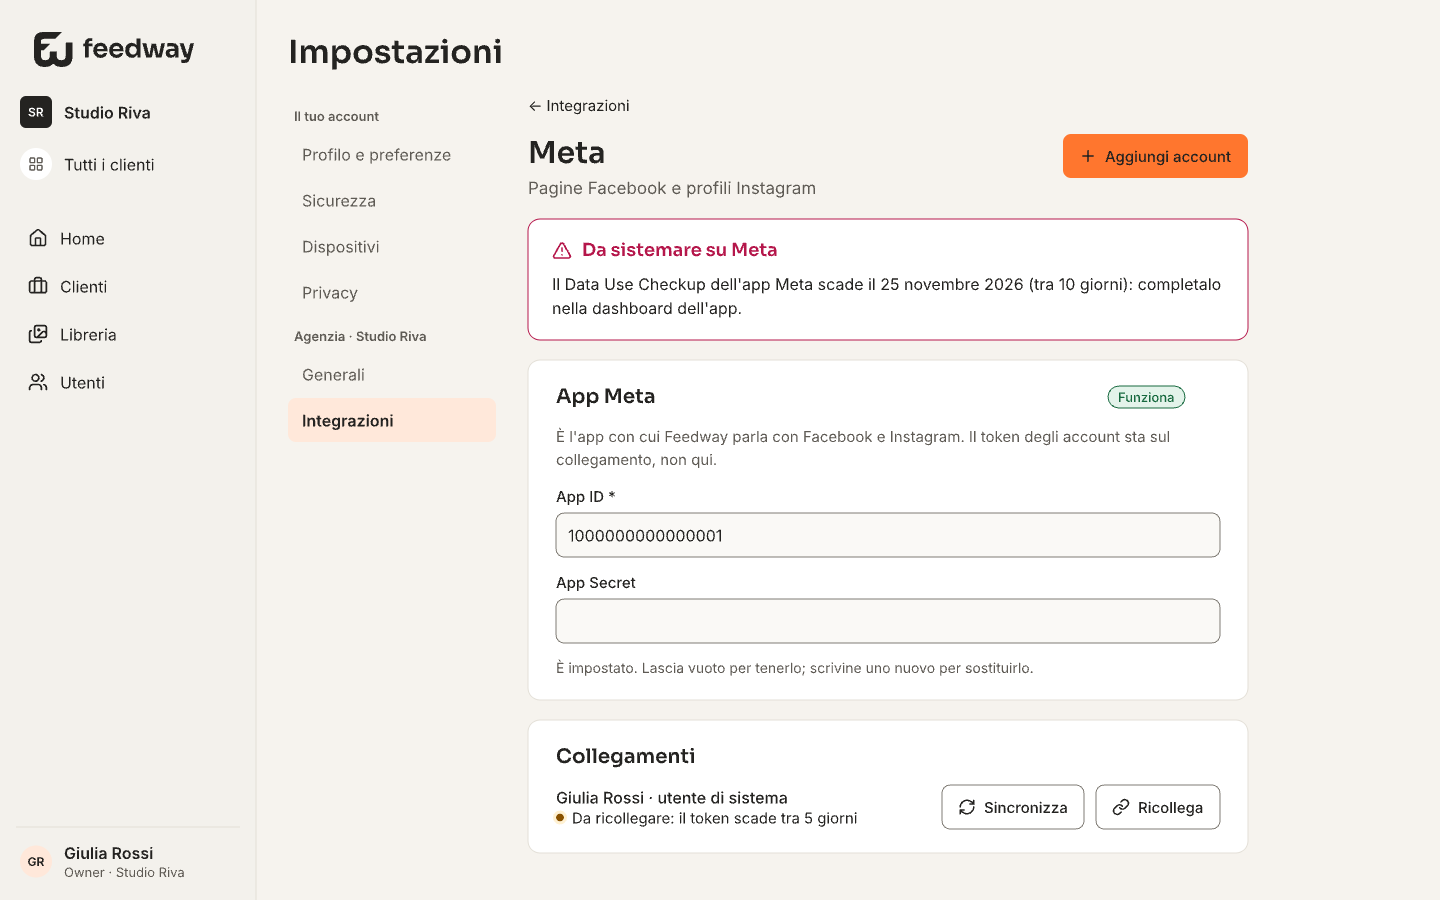 feedway
SR
Studio Riva
Tutti i clienti
Home
Clienti
Libreria
Utenti
GR
Giulia Rossi
Owner · Studio Riva
Impostazioni
Il tuo account
Profilo e preferenze
Sicurezza
Dispositivi
Privacy
Agenzia · Studio Riva
Generali
Integrazioni
← Integrazioni
Meta
Pagine Facebook e profili Instagram
+ Aggiungi account
Da sistemare su Meta
Il Data Use Checkup dell'app Meta scade il 25 novembre 2026 (tra 10 giorni): completalo
nella dashboard dell'app.
App Meta
Funziona
È l'app con cui Feedway parla con Facebook e Instagram. Il token degli account sta sul
collegamento, non qui.
App ID *
1000000000000001
App Secret
È impostato. Lascia vuoto per tenerlo; scrivine uno nuovo per sostituirlo.
Collegamenti
Giulia Rossi · utente di sistema
Da ricollegare: il token scade tra 5 giorni
Sincronizza
Ricollega